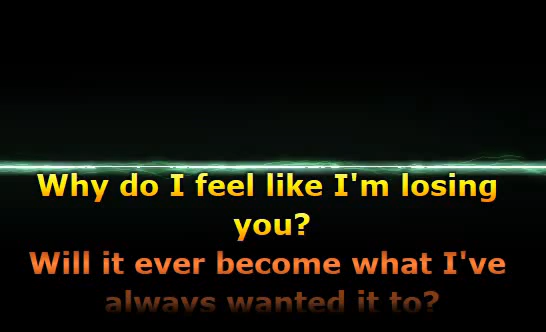 Why do I feel like I'm losing
you?
Will it ever become what I've
always wanted it to?